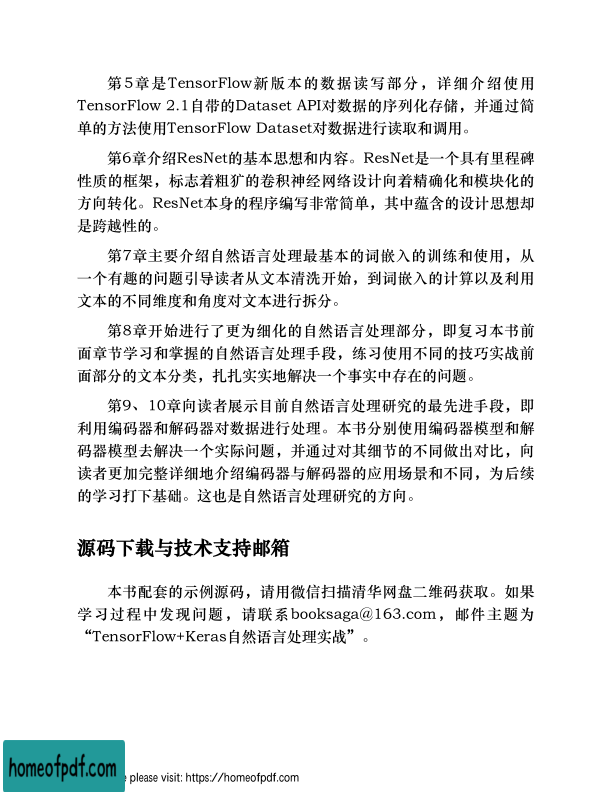 第5章是TensorFlow新版本的数据读写部分，详细介绍使用
TensorFlow 2.1自带的Dataset API对数据的序列化存储，并通过简
单的方法使用TensorFlow Dataset对数据进行读取和调用。
第6章介绍ResNet的基本思想和内容。ResNet是一个具有里程碑
性质的框架，标志着粗犷的卷积神经网络设计向着精确化和模块化的
方向转化。ResNet本身的程序编写非常简单，其中蕴含的设计思想却
是跨越性的。
第7章主要介绍自然语言处理最基本的词嵌入的训练和使用，从
一个有趣的问题引导读者从文本清洗开始，到词嵌入的计算以及利用
文本的不同维度和角度对文本进行拆分。
第8章开始进行了更为细化的自然语言处理部分，即复习本书前
面章节学习和掌握的自然语言处理手段，练习使用不同的技巧实战前
面部分的文本分类，扎扎实实地解决一个事实中存在的问题。
第9、10章向读者展示目前自然语言处理研究的最先进手段，即
利用编码器和解码器对数据进行处理。本书分别使用编码器模型和解
码器模型去解决一个实际问题，并通过对其细节的不同做出对比，向
读者更加完整详细地介绍编码器与解码器的应用场景和不同，为后续
的学习打下基础。这也是自然语言处理研究的方向。
源码下载与技术支持邮箱
本书配套的示例源码，请用微信扫描清华网盘二维码获取。如果
学习过程中发现问题，请联系booksaga@163.com，邮件主题为
“TensorFlow+Keras自然语言处理实战”。
homeofpdf.com
e please visit: https://homeofpdf.com